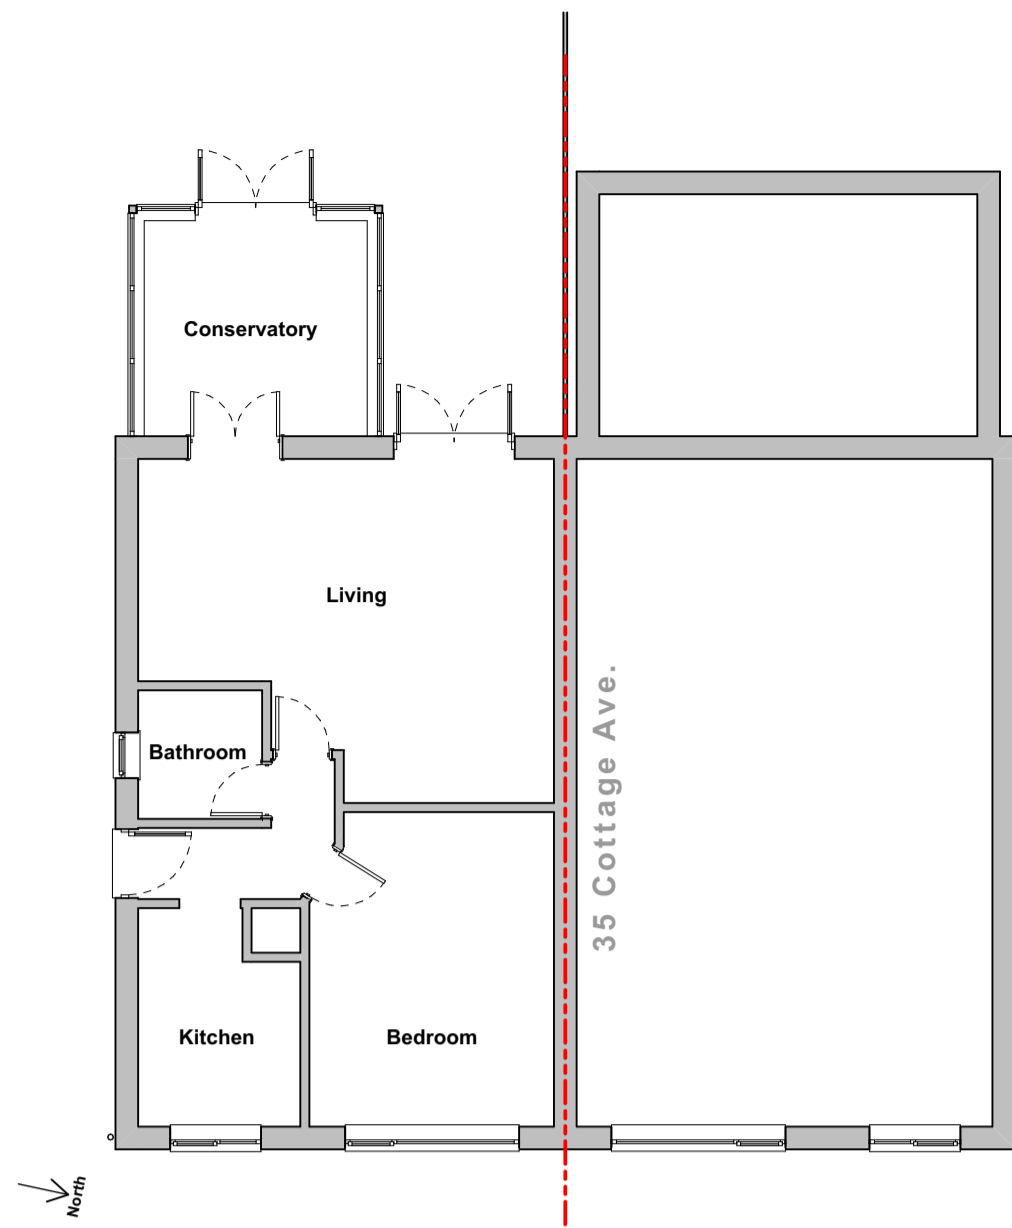 Conservatory
Living
Bathroom
35 Cottage Ave.
Kitchen
Bedroom
North